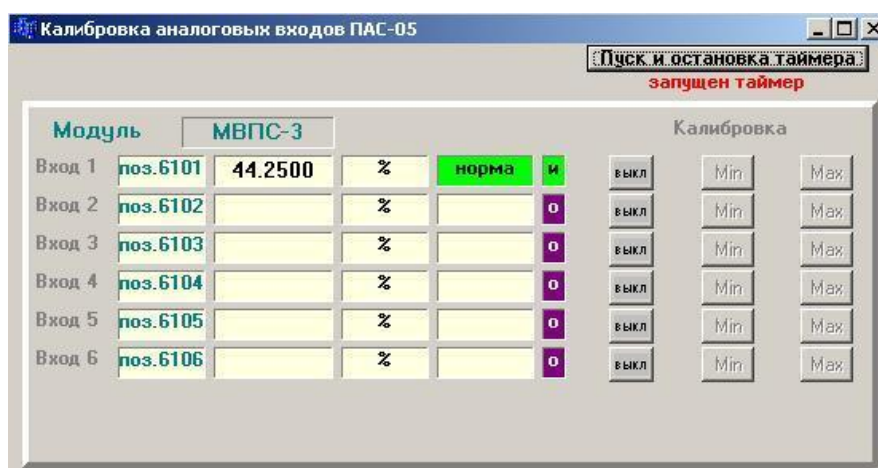 Калибровка аналоговых входов ПАС-05
Пуск и остановка таймера
запущен таймер
Модуль МВПС-3 Калибровка
Вход 1 поз.6101 44.2500 % норма и выкл Min Max
Вход 2 поз.6102 % о выкл Min Max
Вход 3 поз.6103 % о выкл Min Max
Вход 4 поз.6104 % о выкл Min Max
Вход 5 поз.6105 % о выкл Min Max
Вход 6 поз.6106 % о выкл Min Max